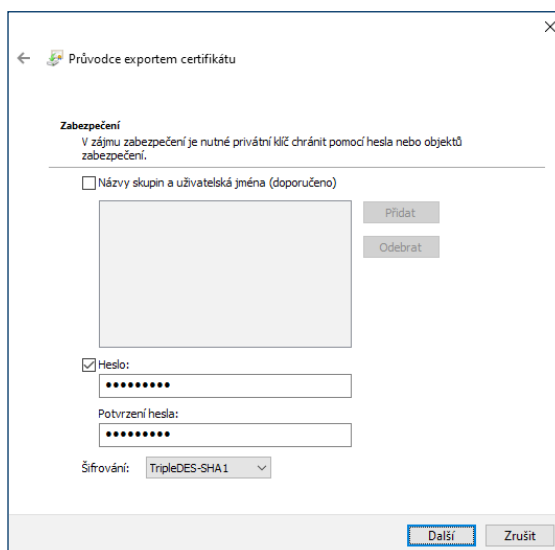 Průvodce exportem certifikátu
Zabezpečení
V zájmu zabezpečení je nutné privátní klíč chránit pomocí hesla nebo objektů
zabezpečení.
Názvy skupin a uživatelská jména (doporučeno)
Přidat
Odebrat
Heslo:
•••••••••
Potvrzení hesla:
•••••••••
Šifrování: TripleDES-SHA1
Další Zrušit